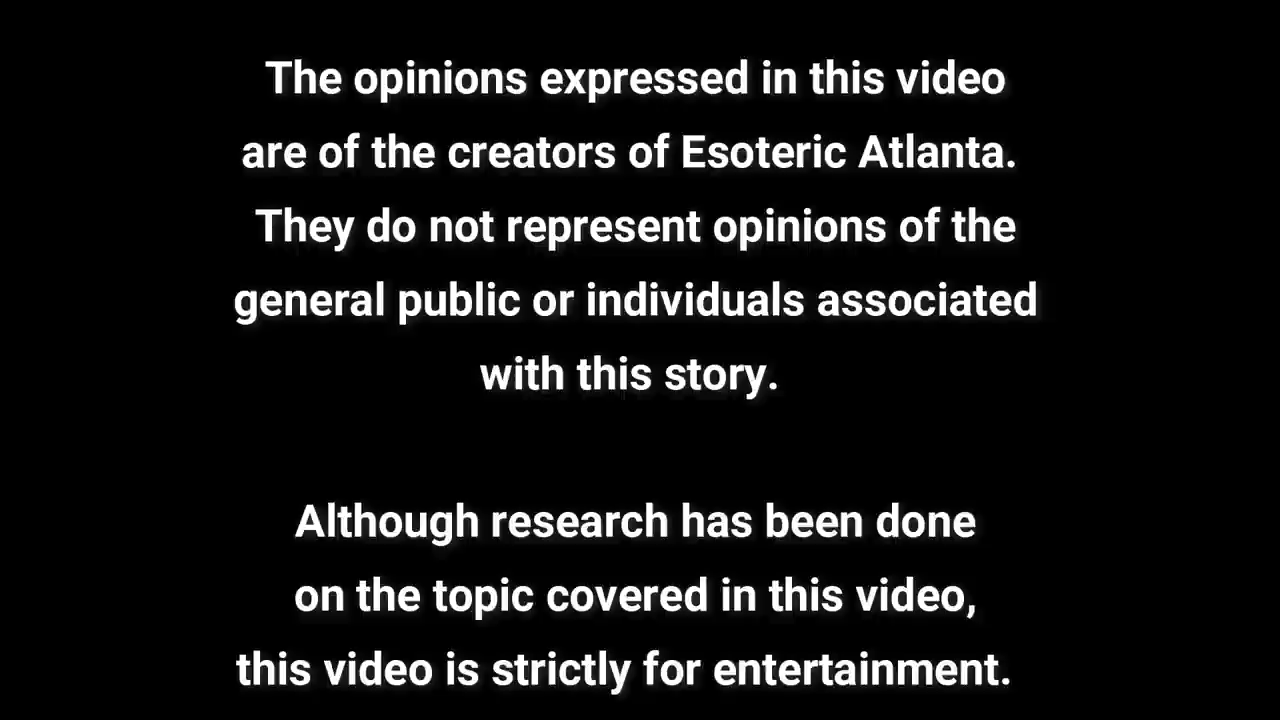 The opinions expressed in this video
are of the creators of Esoteric Atlanta.
They do not represent opinions of the
general public or individuals associated
with this story.
Although research has been done
on the topic covered in this video,
this video is strictly for entertainment.